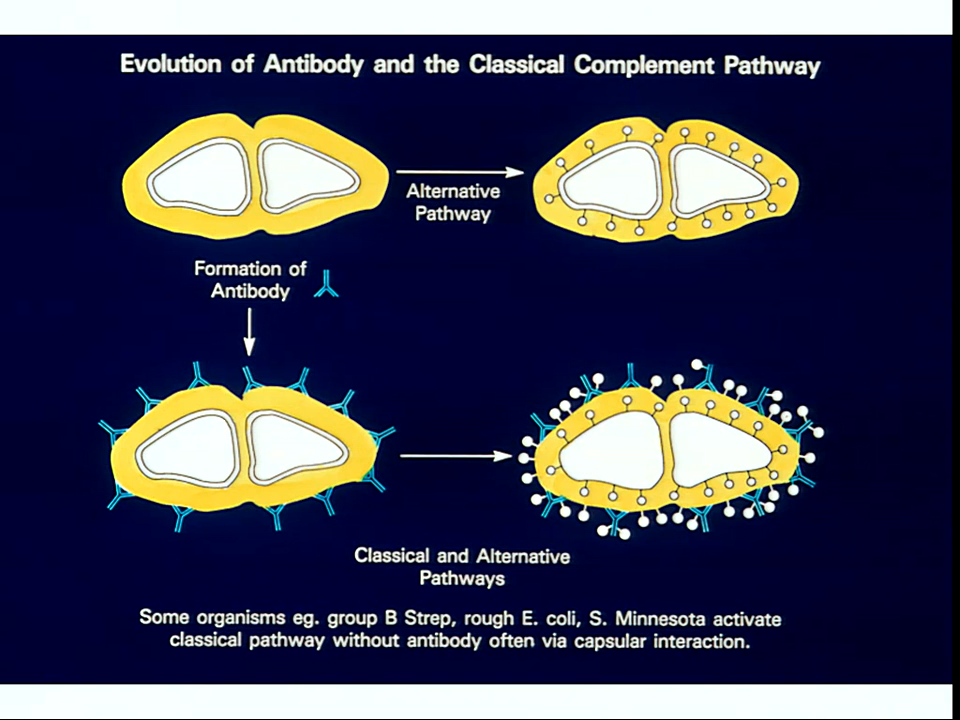 Evolution of Antibody and the Classical Complement Pathway
Alternative
Pathway
Formation of
Antibody
Classical and Alternative
Pathways
Some organisms eg. group B Strep, rough E. coli, S. Minnesota activate
classical pathway without antibody often via capsular interaction.